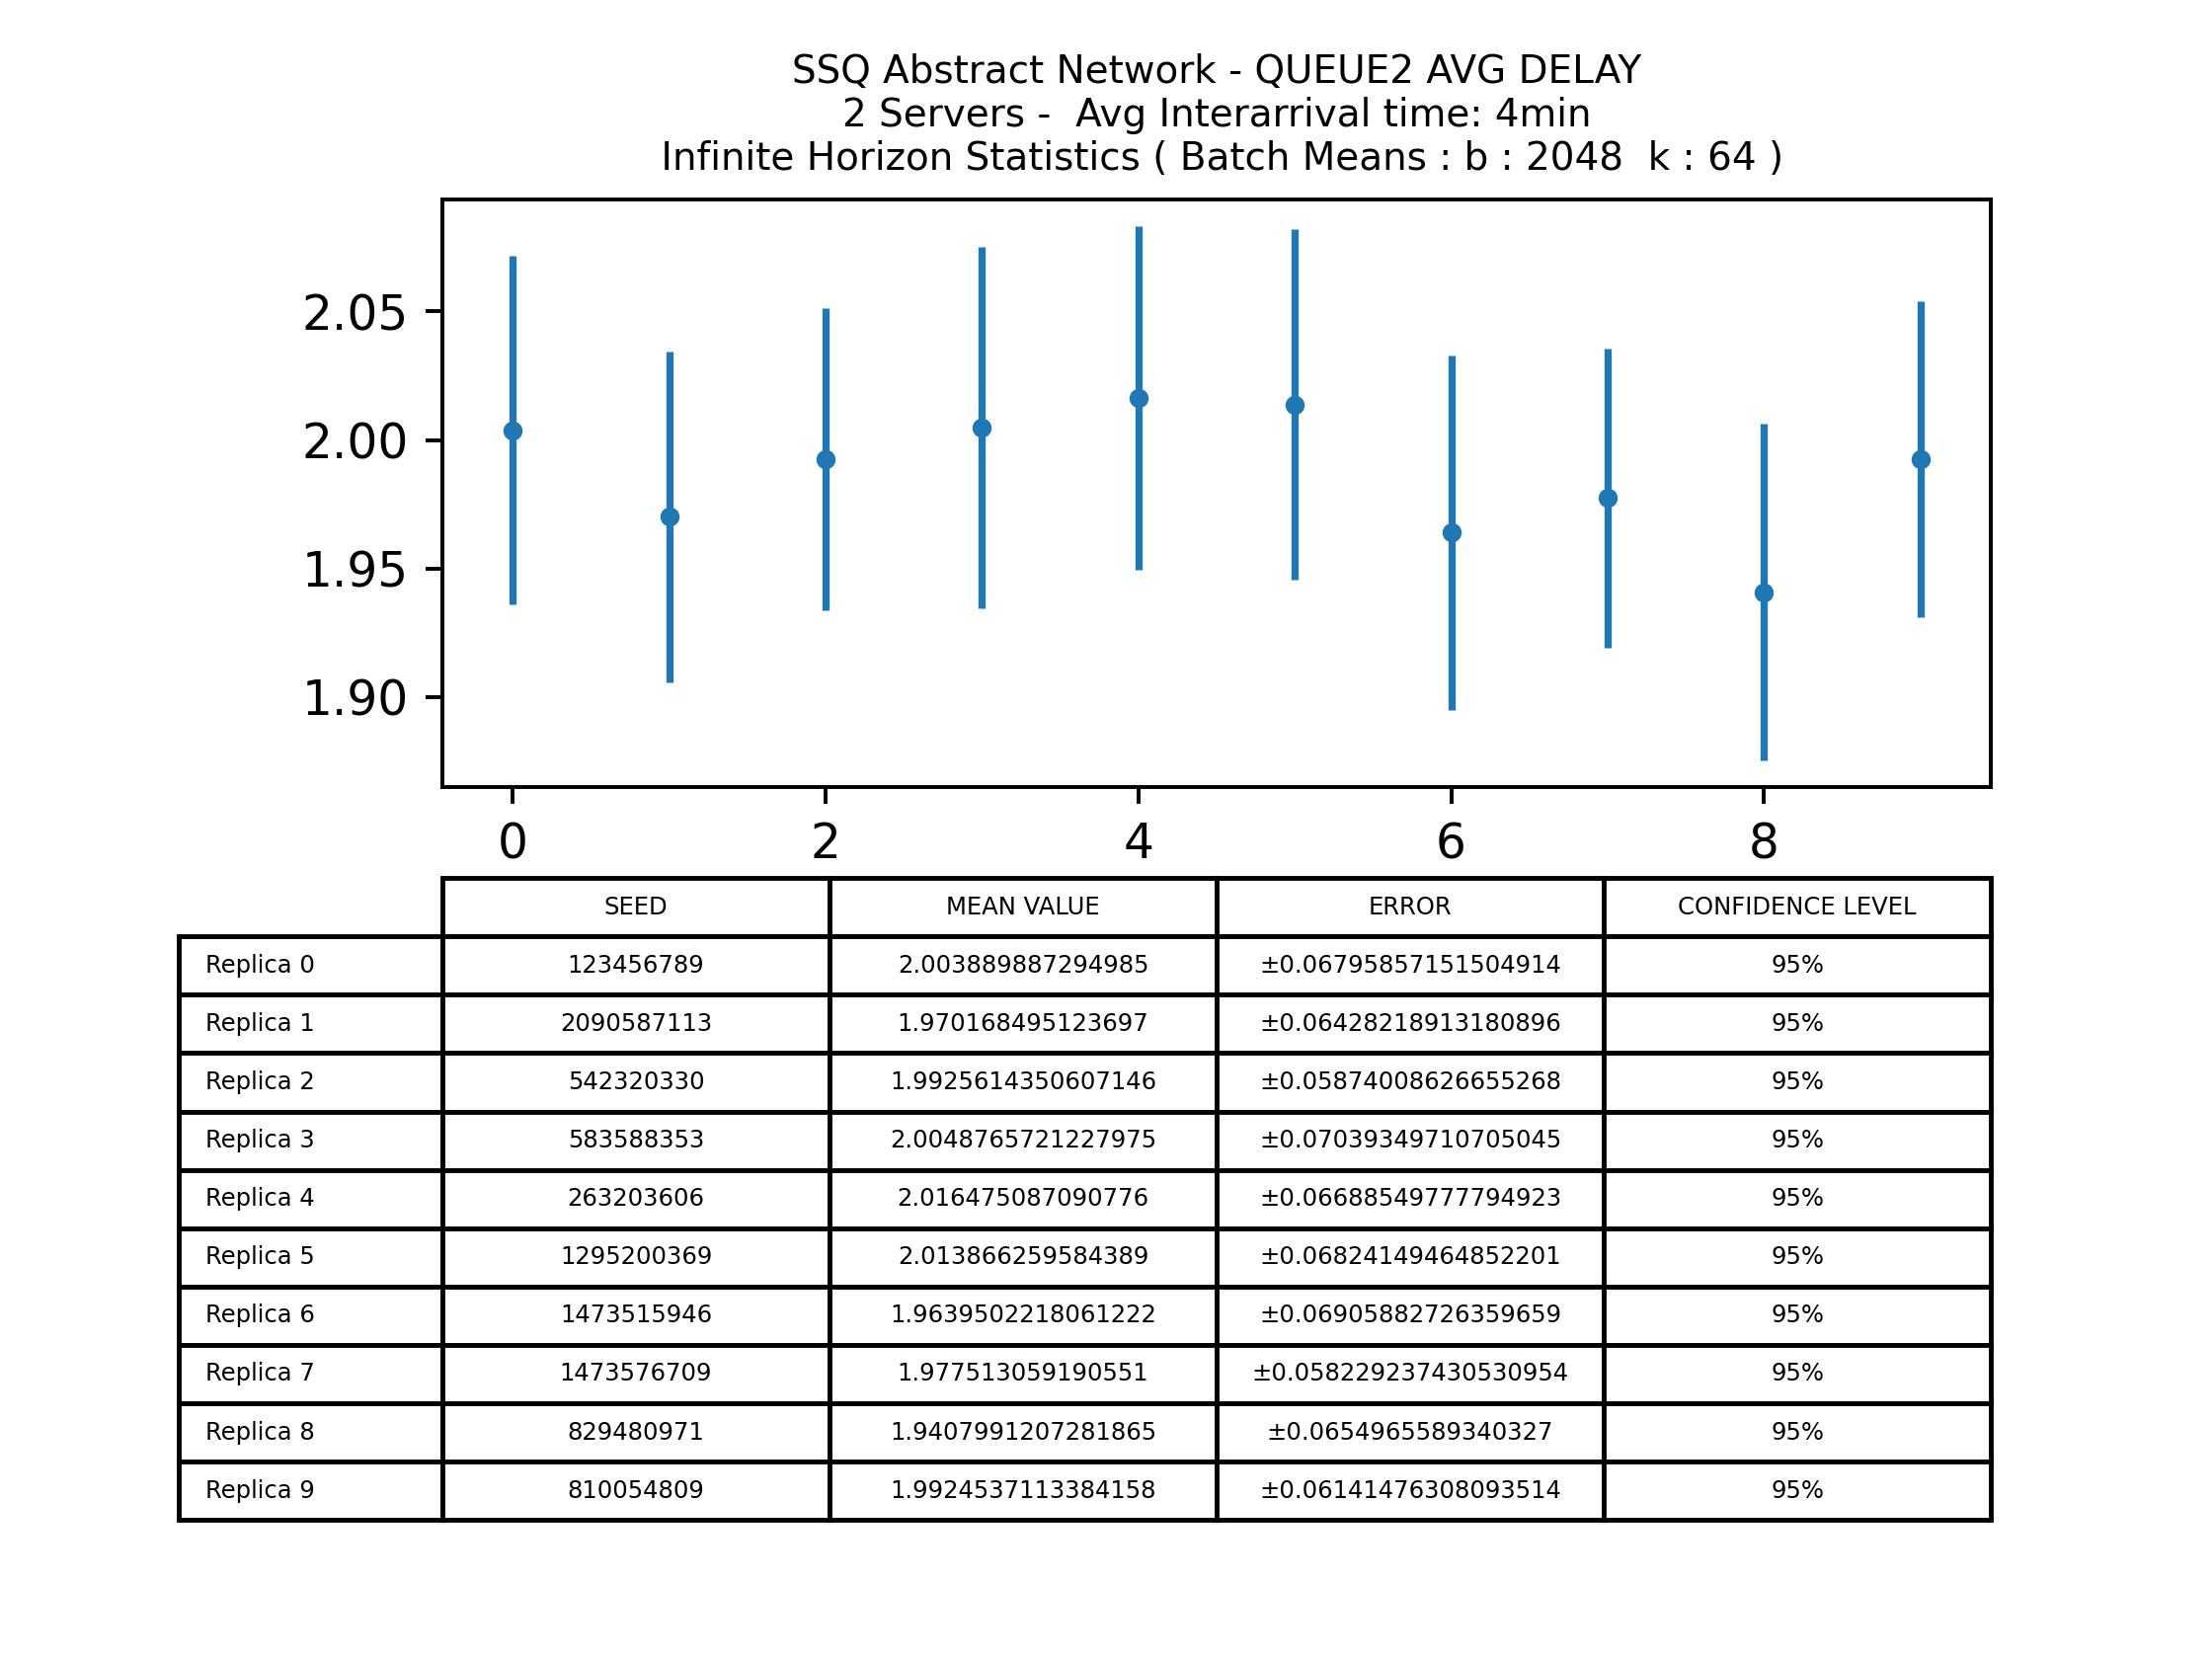 SSQ Abstract Network - QUEUE2 AVG DELAY
2 Servers -  Avg Interarrival time: 4min
Infinite Horizon Statistics ( Batch Means : b : 2048  k : 64 )
2.05
2.00
1.95
1.90
0 2 4 6 8
SEED MEAN VALUE ERROR CONFIDENCE LEVEL
Replica 0 123456789 2.003889887294985 ±0.06795857151504914 95%
Replica 1 2090587113 1.970168495123697 ±0.06428218913180896 95%
Replica 2 542320330 1.9925614350607146 ±0.05874008626655268 95%
Replica 3 583588353 2.0048765721227975 ±0.07039349710705045 95%
Replica 4 263203606 2.016475087090776 ±0.06688549777794923 95%
Replica 5 1295200369 2.013866259584389 ±0.06824149464852201 95%
Replica 6 1473515946 1.9639502218061222 ±0.06905882726359659 95%
Replica 7 1473576709 1.977513059190551 ±0.058229237430530954 95%
Replica 8 829480971 1.9407991207281865 ±0.0654965589340327 95%
Replica 9 810054809 1.9924537113384158 ±0.06141476308093514 95%